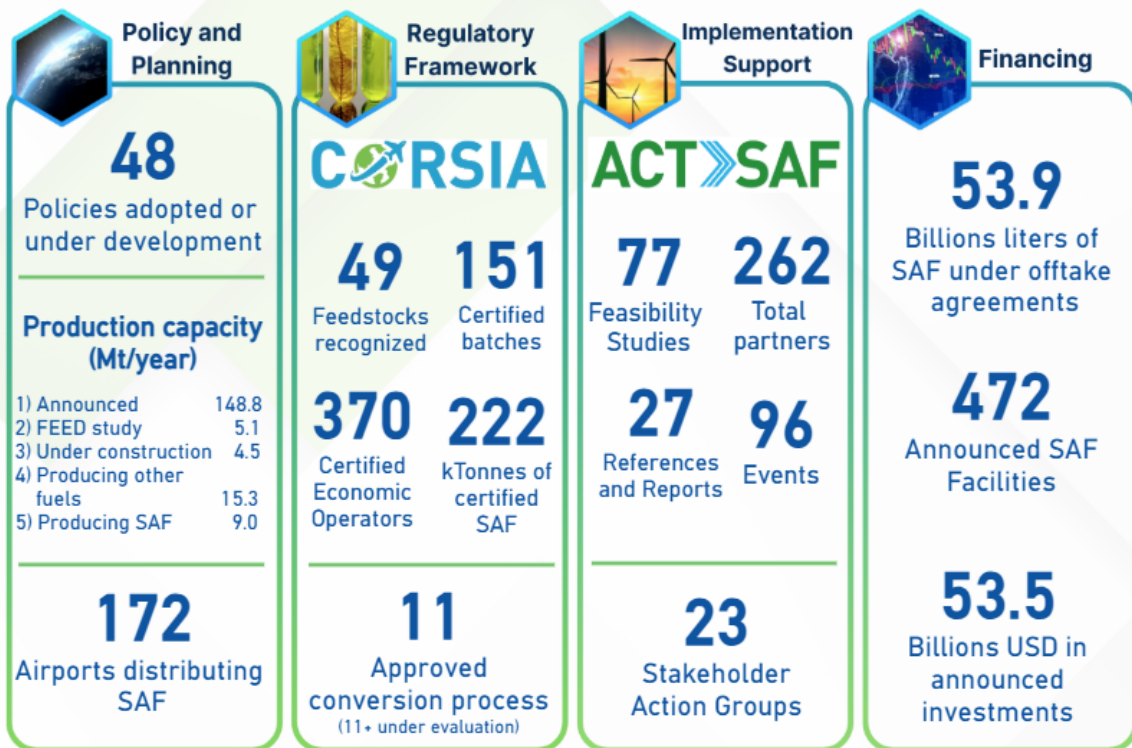 Policy and
Planning
48
Policies adopted or
under development
Production capacity
(Mt/year)
1) Announced 148.8
2) FEED study 5.1
3) Under construction 4.5
4) Producing other
fuels 15.3
5) Producing SAF 9.0
172
Airports distributing
SAF
Regulatory
Framework
CORSIA
49
Feedstocks
recognized
151
Certified
batches
370
Certified
Economic
Operators
222
kTonnes of
certified
SAF
11
Approved
conversion process
(11+ under evaluation)
Implementation
Support
ACT SAF
77
Feasibility
Studies
262
Total
partners
27
References
and Reports
96
Events
23
Stakeholder
Action Groups
Financing
53.9
Billions liters of
SAF under offtake
agreements
472
Announced SAF
Facilities
53.5
Billions USD in
announced
investments